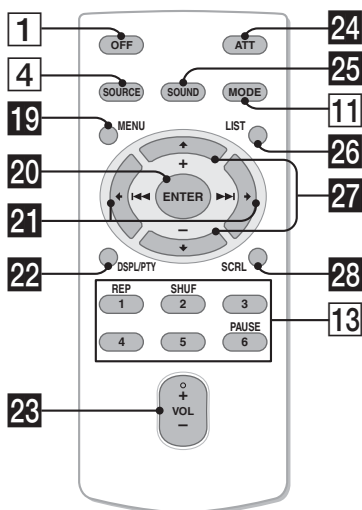 1 OFF ATT 24
4 SOURCE SOUND MODE 25
11
19 MENU LIST 26
20 + ENTER 27
21 −
22 DSPL/PTY SCRL 28
REP SHUF
1 2 3 13
PAUSE
4 5 6
23 + VOL −